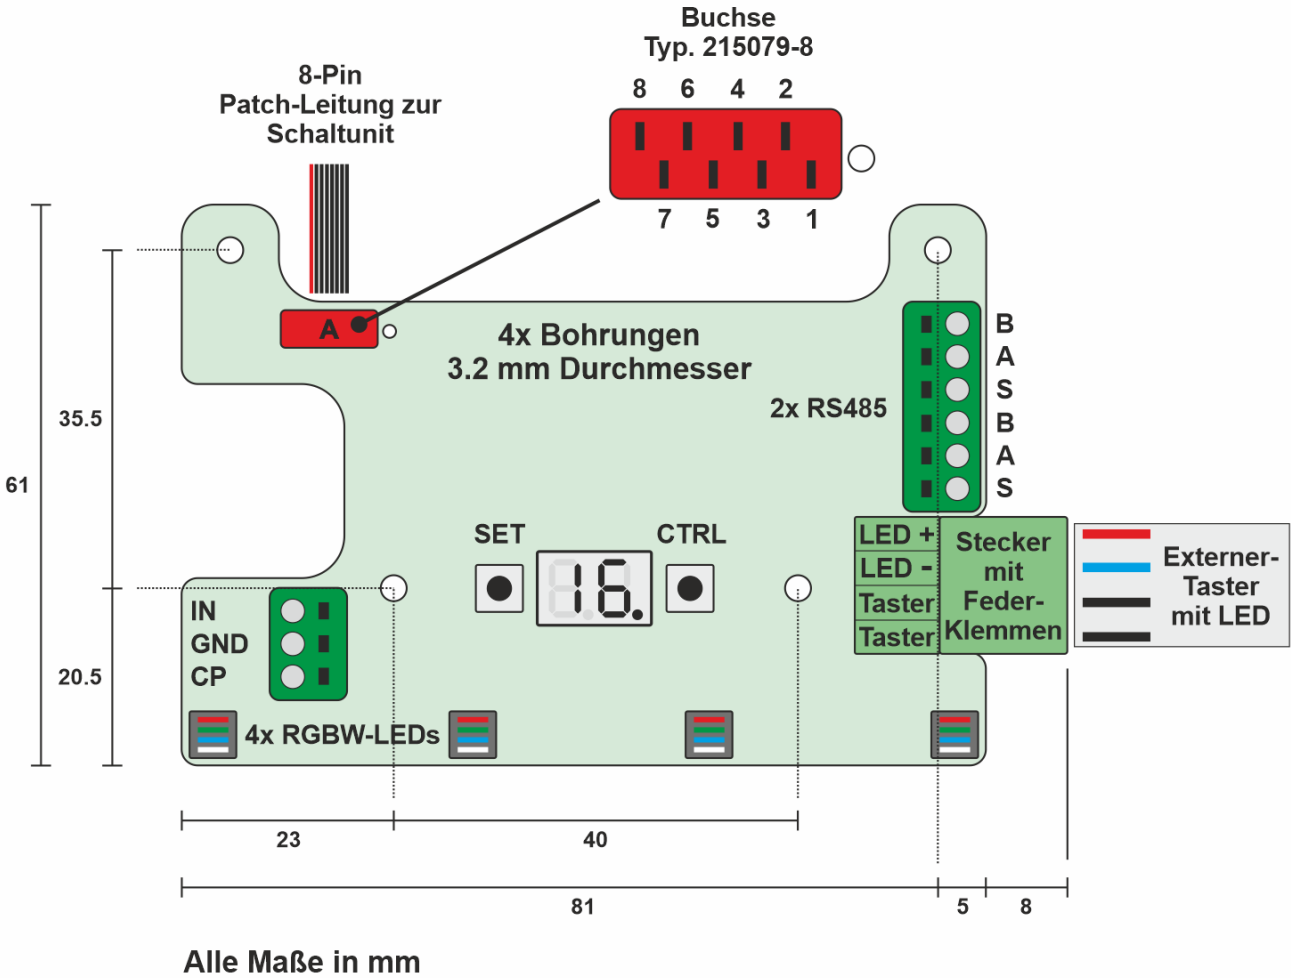 Buchse
Typ. 215079-8
8 6 4 2
7 5 3 1
8-Pin
Patch-Leitung zur
Schaltunit
A
4x Bohrungen
3.2 mm Durchmesser
2x RS485
B
A
S
B
A
S
35.5
61
20.5
SET
CTRL
16.
LED +
LED -
Taster
Taster
Stecker
mit
Feder-
Klemmen
Externer-
Taster
mit LED
IN
GND
CP
4x RGBW-LEDs
23
40
81
5
8
Alle Maße in mm